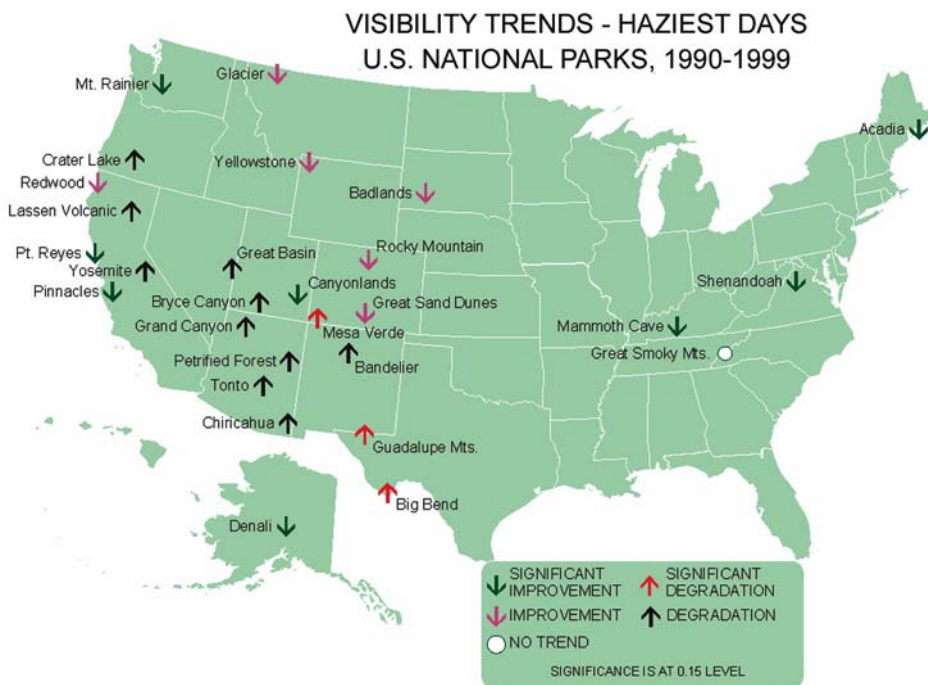 VISIBILITY TRENDS - HAZIEST DAYS
U.S. NATIONAL PARKS, 1990-1999
Mt. Rainier
Glacier
Acadia
Crater Lake
Yellowstone
Redwood
Badlands
Lassen Volcanic
Rocky Mountain
Pt. Reyes
Great Basin
Yosemite
Canyonlands
Shenandoah
Pinnacles
Bryce Canyon
Great Sand Dunes
Grand Canyon
Mesa Verde
Mammoth Cave
Great Smoky Mts.
Petrified Forest
Bandelier
Tonto
Chiricahua
Guadalupe Mts.
Big Bend
Denali
SIGNIFICANT
IMPROVEMENT
SIGNIFICANT
DEGRADATION
IMPROVEMENT
DEGRADATION
NO TREND
SIGNIFICANCE IS AT 0.15 LEVEL